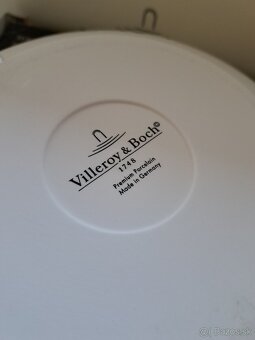 Villeroy & Boch©
1748
Premium Porcelain
Made in Germany